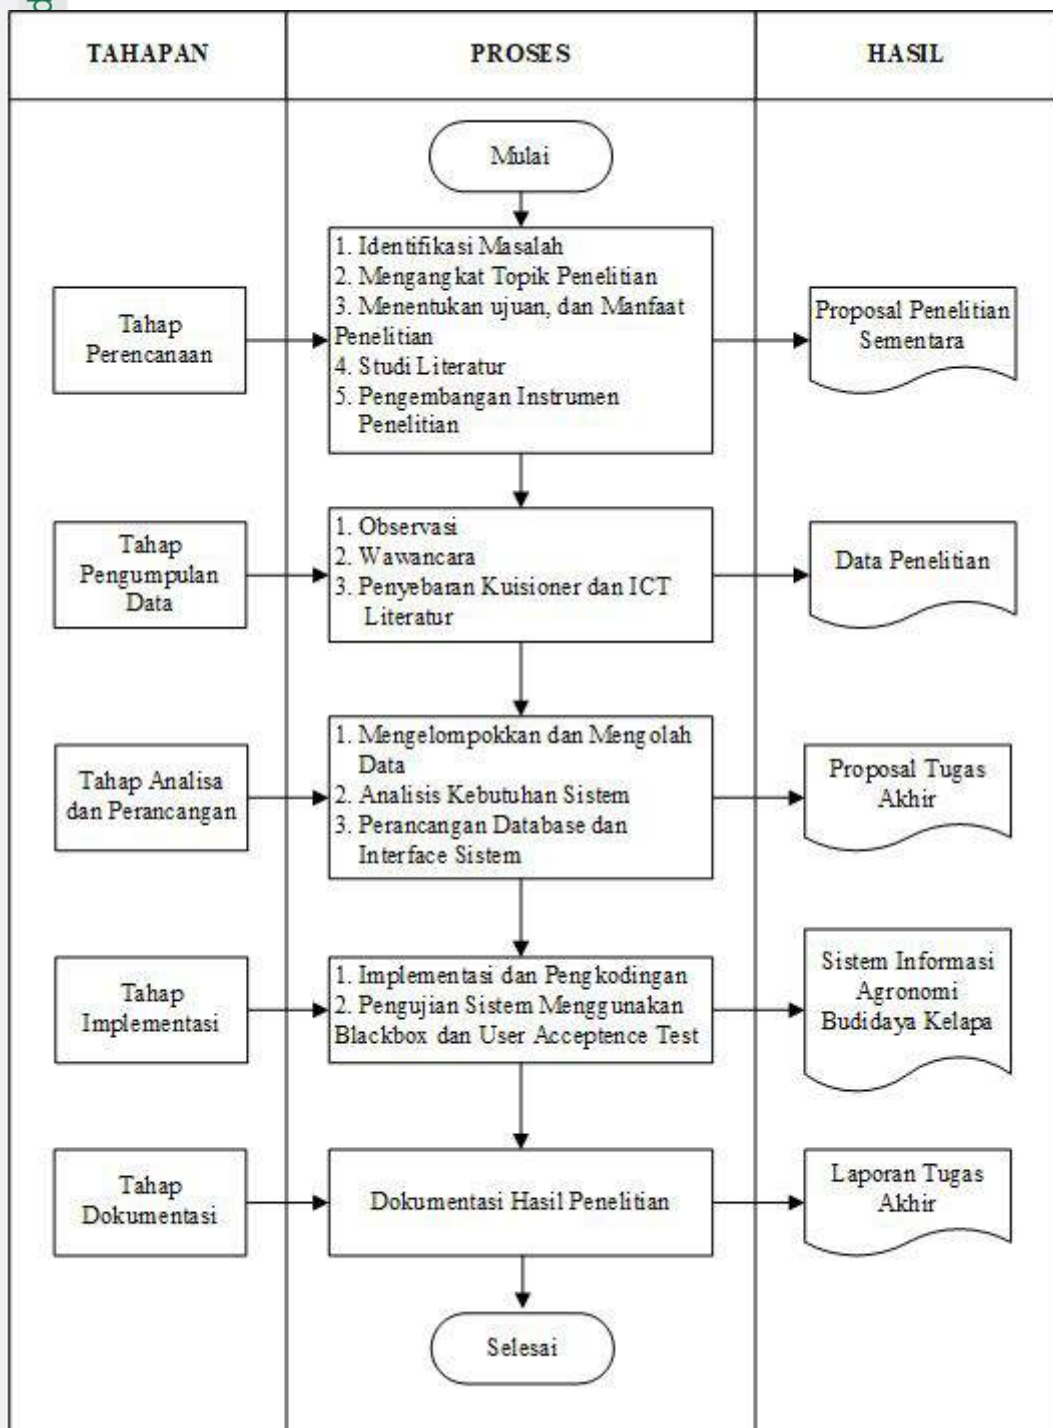 TAHAPAN
PROSES
HASIL
Mulai
Tahap
Perencanaan
1. Identifikasi Masalah
2. Mengangkat Topik Penelitian
3. Menentukan ujuan, dan Manfaat
Penelitian
4. Studi Literatur
5. Pengembangan Instrumen
Penelitian
Proposal Penelitian
Sementara
Tahap
Pengumpulan
Data
1. Observasi
2. Wawancara
3. Penyebaran Kuisioner dan ICT
Literatur
Data Penelitian
Tahap Analisa
dan Perancangan
1. Mengelompokkan dan Mengolah
Data
2. Analisis Kebutuhan Sistem
3. Perancangan Database dan
Interface Sistem
Proposal Tugas
Akhir
Tahap
Implementasi
1. Implementasi dan Pengkodingan
2. Pengujian Sistem Menggunakan
Blackbox dan User Acceptence Test
Sistem Informasi
Agronomi
Budidaya Kelapa
Tahap
Dokumentasi
Dokumentasi Hasil Penelitian
Laporan Tugas
Akhir
Selesai